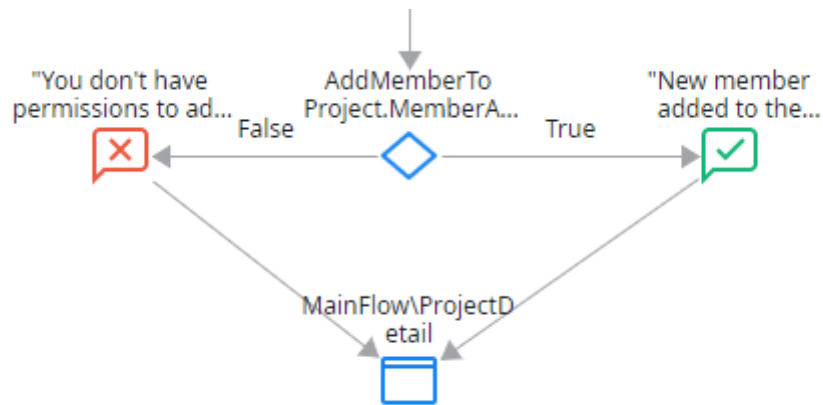 "You don't have
permissions to ad...
AddMemberTo
Project.MemberA...
"New member
added to the...
False
True
MainFlow\ProjectD
etail